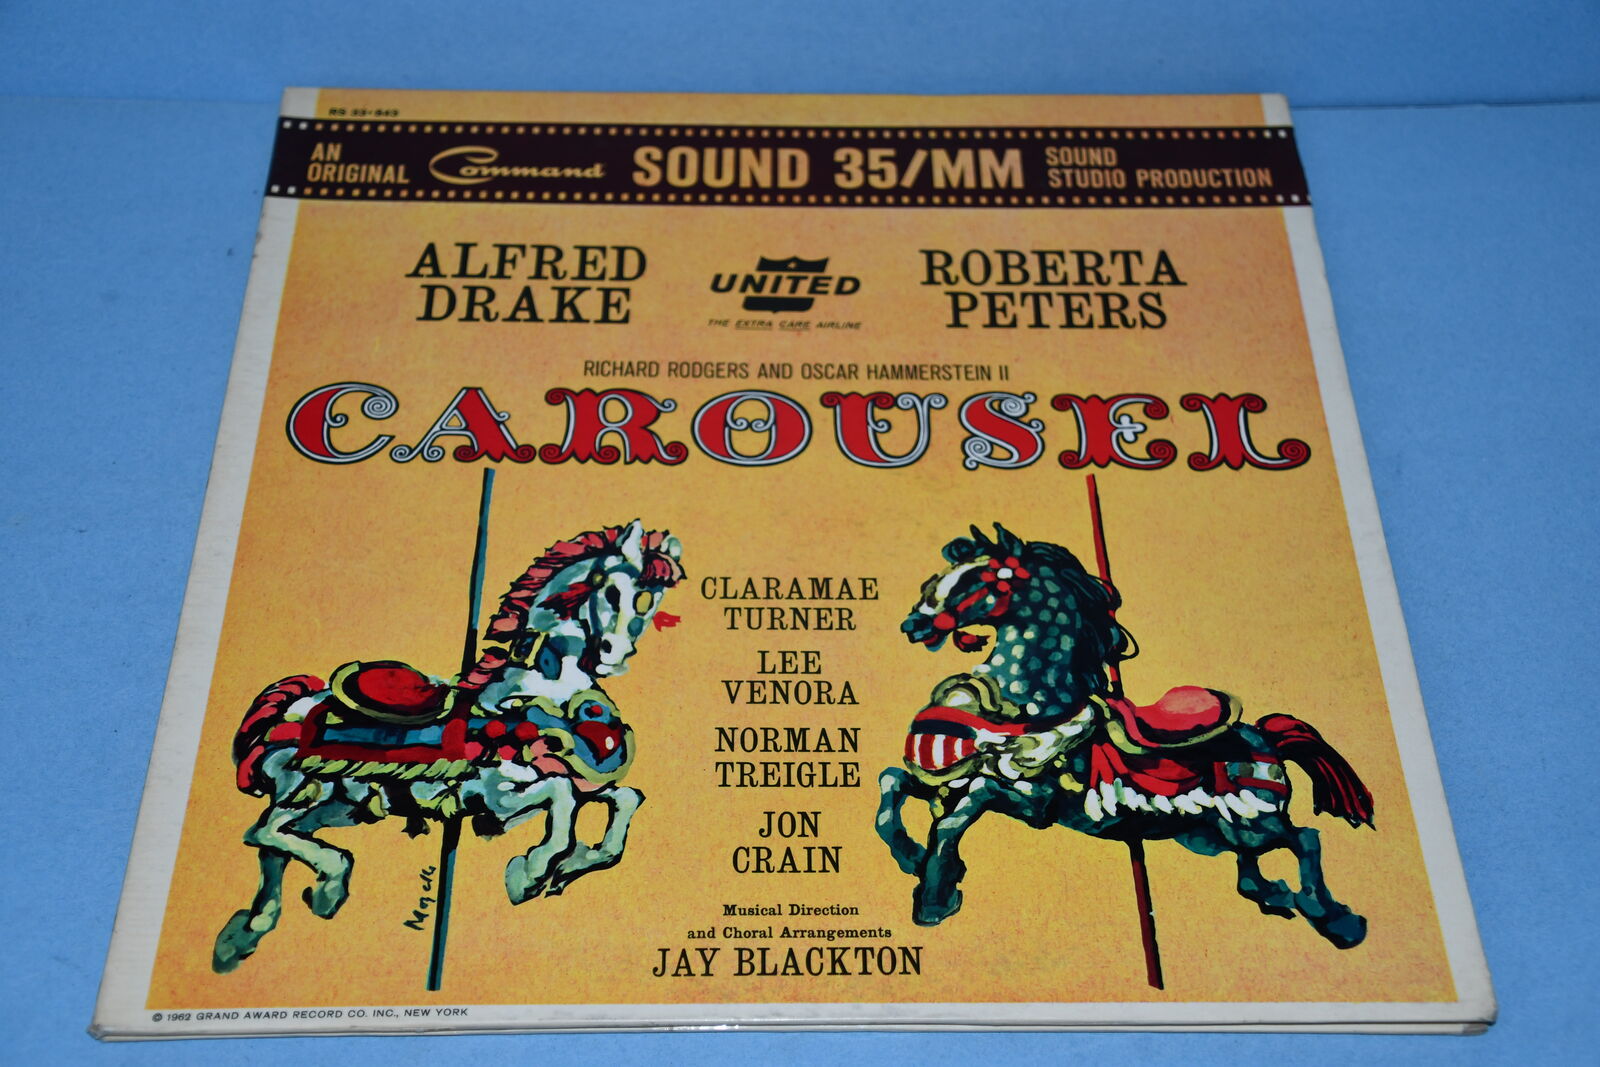 RS 33-843
AN ORIGINAL Command SOUND 35/MM SOUND STUDIO PRODUCTION
ALFRED DRAKE
UNITED
THE EXTRA CARE AIRLINE
ROBERTA PETERS
RICHARD RODGERS AND OSCAR HAMMERSTEIN II
CAROUSEL
CLARAMAE
TURNER
LEE
VENORA
NORMAN
TREIGLE
JON
CRAIN
Musical Direction
and Choral Arrangements
JAY BLACKTON
© 1962 GRAND AWARD RECORD CO. INC., NEW YORK